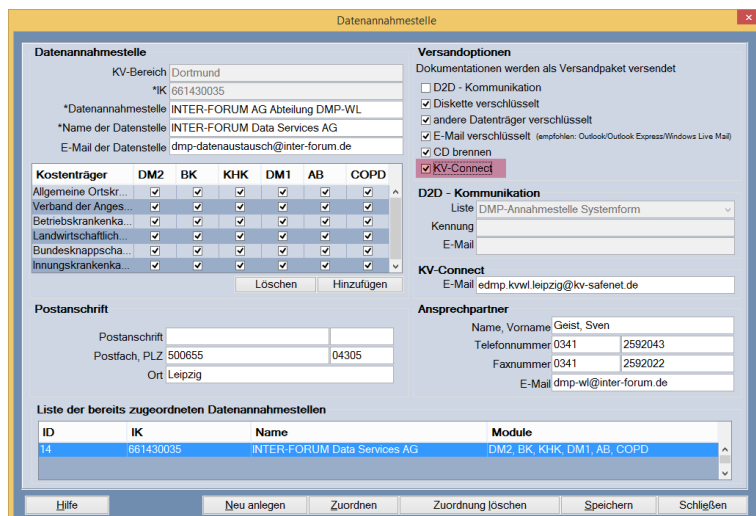 Datenannahmestelle
x
Datenannahmestelle
KV-Bereich Dortmund
*IK 661430035
*Datenannahmestelle INTER-FORUM AG Abteilung DMP-WL
*Name der Datenstelle INTER-FORUM Data Services AG
E-Mail der Datenstelle dmp-datenaustausch@inter-forum.de
Kostenträger DM2 BK KHK DM1 AB COPD
Allgemeine Ortskr...
Verband der Anges...
Betriebskrankenka...
Landwirtschaftlich...
Bundesknappscha...
Innungskrankenka...
Löschen Hinzufügen
Postanschrift
Postanschrift
Postfach, PLZ 500655 04305
Ort Leipzig
Versandoptionen
Dokumentationen werden als Versandpaket versendet
D2D - Kommunikation
Diskette verschlüsselt
andere Datenträger verschlüsselt
E-Mail verschlüsselt (empfohlen: Outlook/Outlook Express/Windows Live Mail)
CD brennen
KV-Connect
D2D - Kommunikation
Liste DMP-Annahmestelle Systemform
Kennung
E-Mail
KV-Connect
E-Mail edmp.kvwl.leipzig@kv-safenet.de
Ansprechpartner
Name, Vorname Geist, Sven
Telefonnummer 0341 2592043
Faxnummer 0341 2592022
E-Mail dmp-wl@inter-forum.de
Liste der bereits zugeordneten Datenannahmestellen
ID IK Name Module
14 661430035 INTER-FORUM Data Services AG DM2, BK, KHK, DM1, AB, COPD
Hilfe Neu anlegen Zuordnen Zuordnung löschen Speichern Schließen